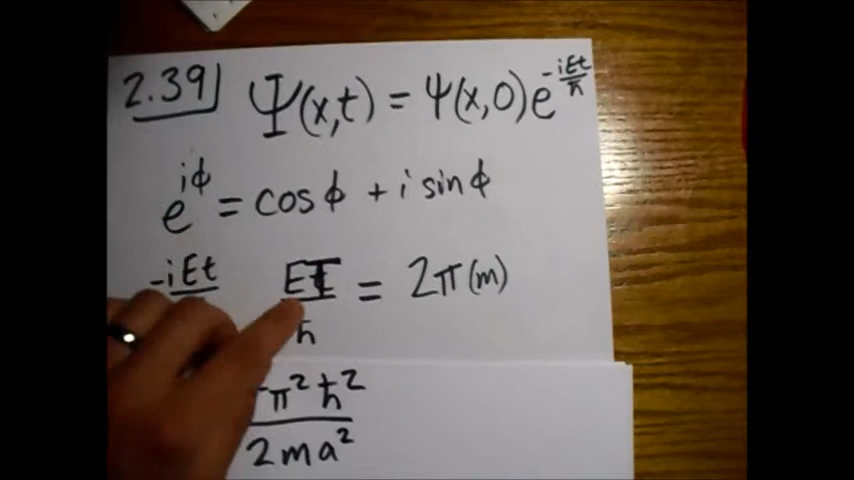 2.39 Ψ(x,t) = Ψ(x,0)e^{-iEt/ħ}
e^{iφ} = cos φ + i sin φ
-iEt ET/ħ = 2π(m)
π²ħ²/2ma²